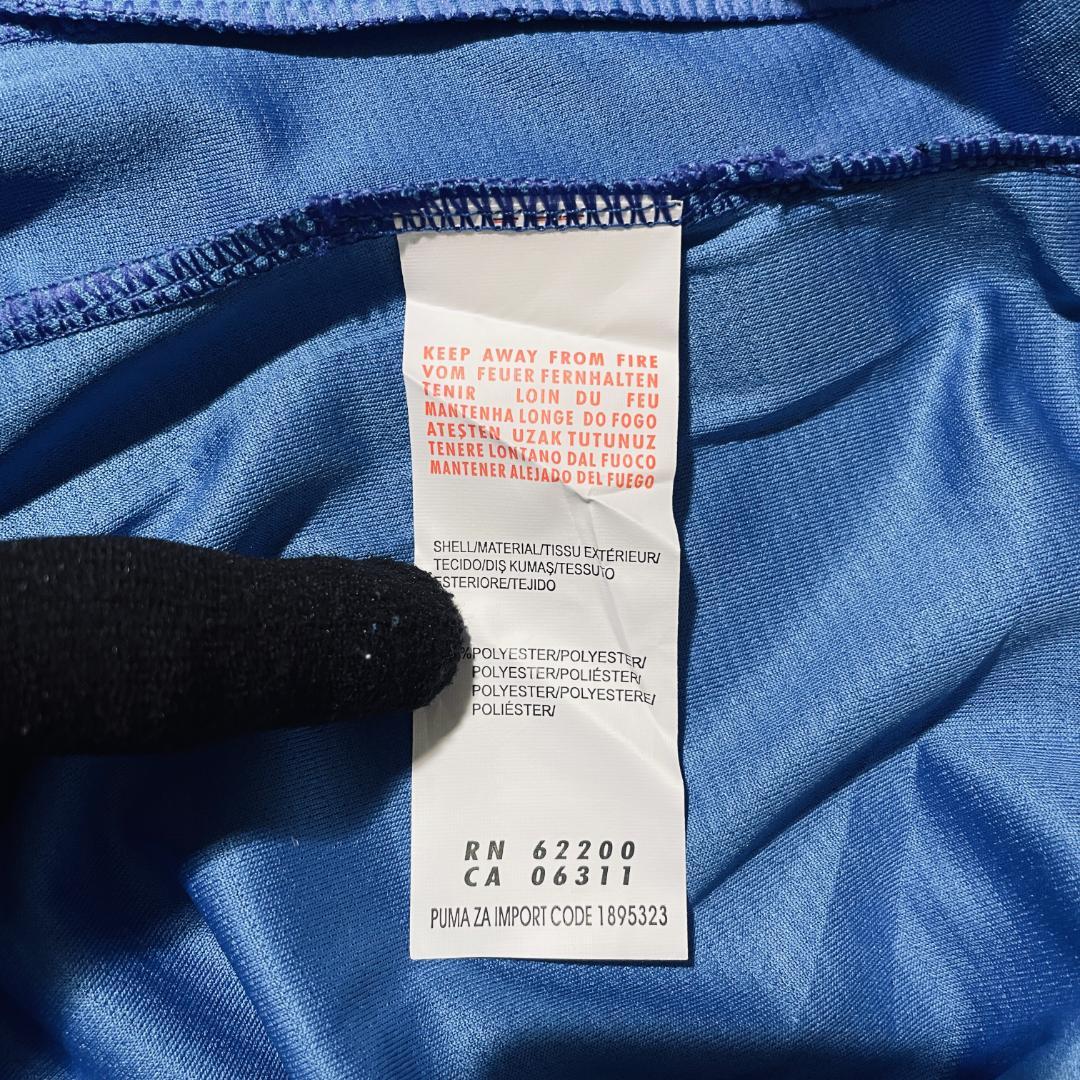 KEEP AWAY FROM FIRE
VOM FEUER FERNHALTEN
TENIR LOIN DU FEU
MANTENHA LONGE DO FOGO
ATEŞTEN UZAK TUTUNUZ
TENERE LONTANO DAL FUOCO
MANTENER ALEJADO DEL FUEGO
SHELL/MATERIAL/TISSU EXTÉRIEUR/
TECIDO/DIŞ KUMAŞ/TESSUTO
ESTERIORE/TEJIDO
%POLYESTER/POLYESTER/
POLYESTER/POLIÉSTER/
POLYESTER/POLYESTERE/
POLIÉSTER/
RN 62200
CA 06311
PUMA ZA IMPORT CODE 1895323